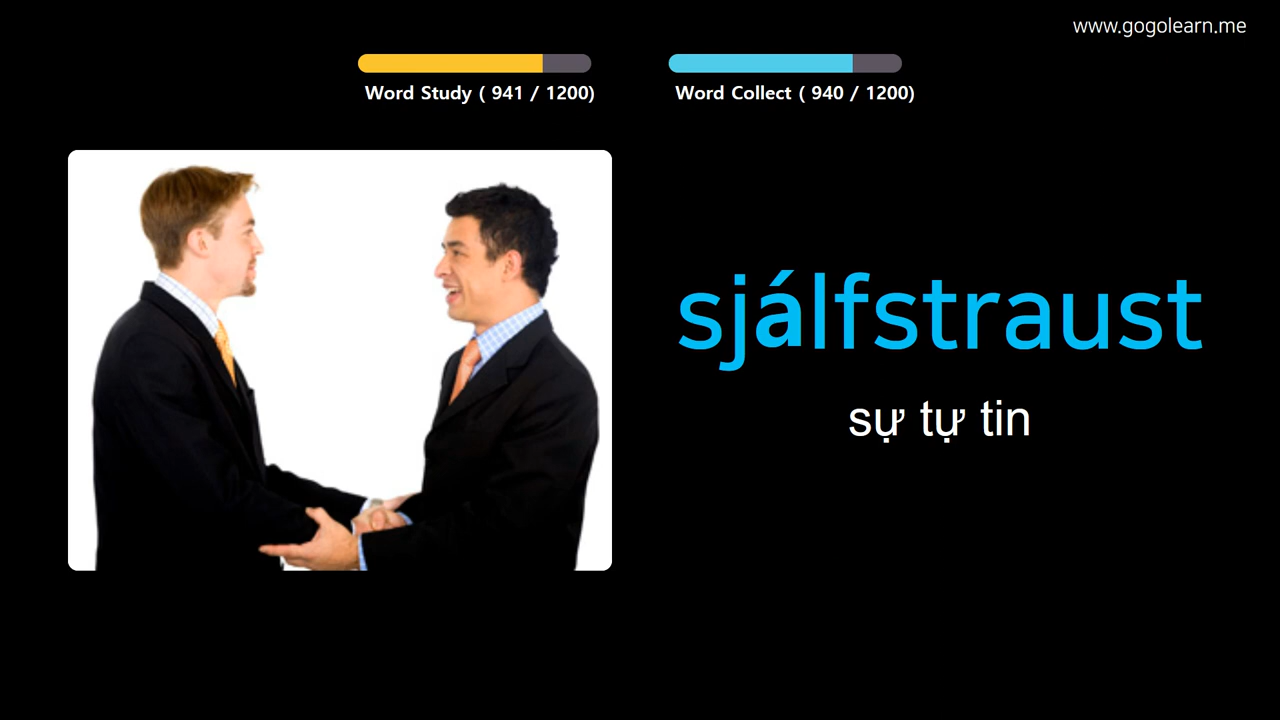 www.gogolearn.me
Word Study ( 941 / 1200)
Word Collect ( 940 / 1200)
sjálfstraust
sự tự tin